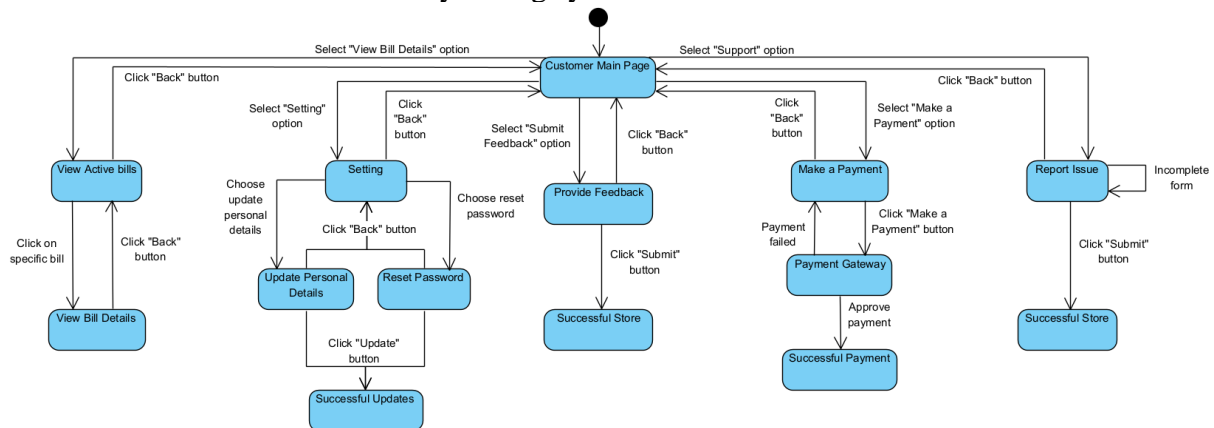 Select "View Bill Details" option
Select "Support" option
Click "Back" button
Customer Main Page
Click "Back" button
Select "Setting"
option
Click
"Back"
button
Select "Submit
Feedback" option
Click "Back"
button
Click
"Back"
button
Select "Make a
Payment" option
View Active bills
Setting
Provide Feedback
Make a Payment
Report Issue
Incomplete
form
Choose
update
personal
details
Choose reset
password
Click "Back" button
Click on
specific bill
Click "Back"
button
Payment
failed
Click "Make a
Payment" button
Click "Submit"
button
Click "Submit"
button
Update Personal
Details
Reset Password
Payment Gateway
View Bill Details
Successful Store
Approve
payment
Successful Store
Click "Update"
button
Successful Payment
Successful Updates